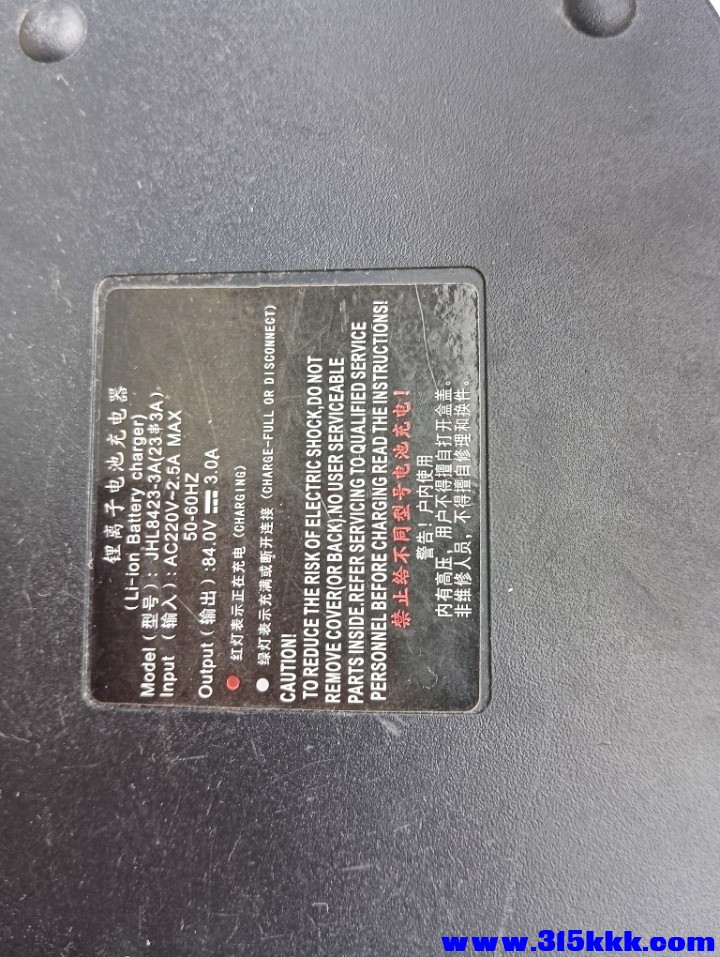 锂离子电池充电器
(Li-ion Battery charger)
Model（型号）: JHL8423-3A(23串3A)
Input （输入）: AC220V~2.5A MAX
50-60HZ
Output（输出）:84.0V⎓3.0A
红灯表示正在充电 (CHARGING)
绿灯表示充满或断开连接 (CHARGE-FULL OR DISCONNECT)
CAUTION!
TO REDUCE THE RISK OF ELECTRIC SHOCK,DO NOT
REMOVE COVER(OR BACK),NO USER SERVICEABLE
PARTS INSIDE.REFER SERVICING TO QUALIFIED SERVICE
PERSONNEL BEFORE CHARGING READ THE INSTRUCTIONS!
禁止给不同型号电池充电！
警告！户内使用
内有高压，用户不得擅自打开盒盖。
非维修人员，不得擅自修理和换件。
www.315kkk.com